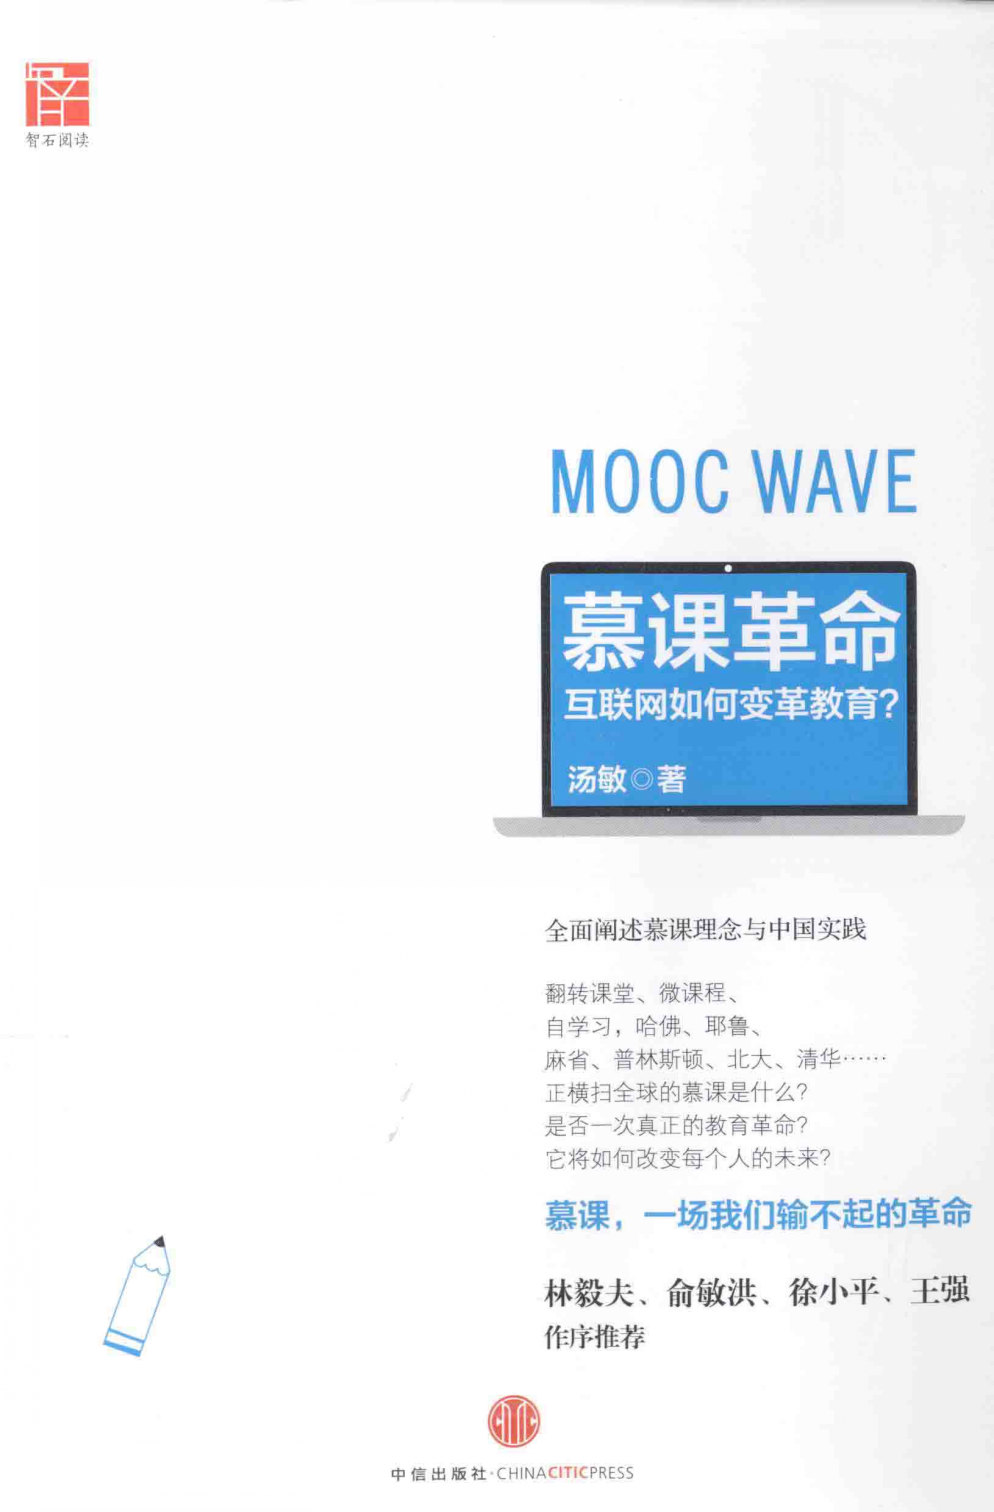 智石阅读
MOOC WAVE
慕课革命
互联网如何变革教育?
汤敏◎著
全面阐述慕课理念与中国实践
翻转课堂、微课程、
自学习，哈佛、耶鲁、
麻省、普林斯顿、北大、清华……
正横扫全球的慕课是什么?
是否一次真正的教育革命?
它将如何改变每个人的未来?
慕课，一场我们输不起的革命
林毅夫、俞敏洪、徐小平、王强
作序推荐
中信出版社·CHINACITICPRESS